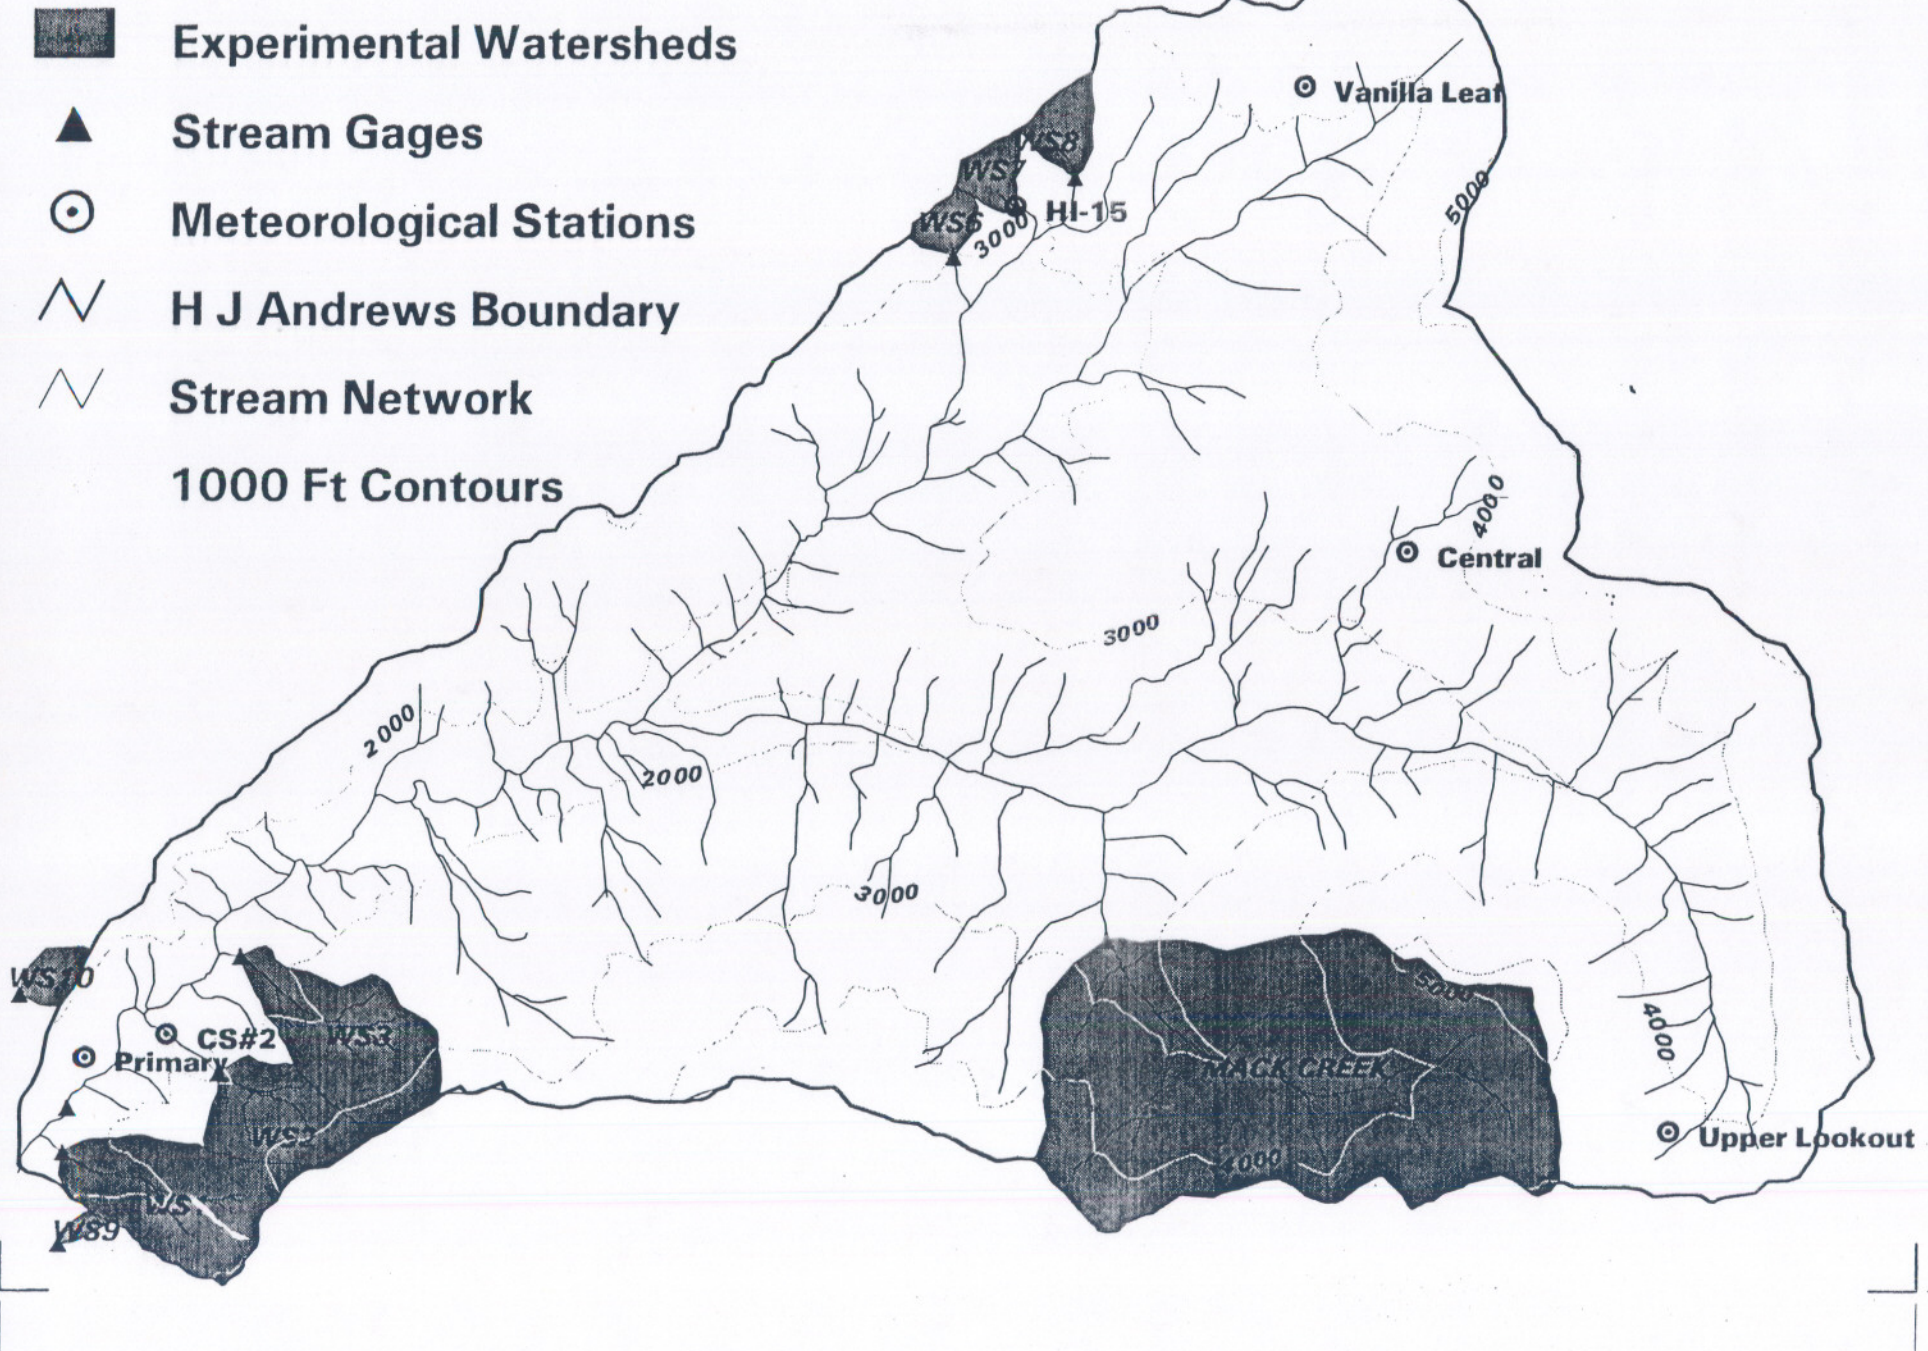 Experimental Watersheds
Stream Gages
Meteorological Stations
H J Andrews Boundary
Stream Network
1000 Ft Contours
Vanilla Leaf
WS8
WS7
HI-15
WS6
3000
5000
4000
Central
3000
2000
2000
3000
WS10
CS#2
WS3
Primary
5000
4000
MACK CREEK
WS2
4000
Upper Lookout
WS
WS9